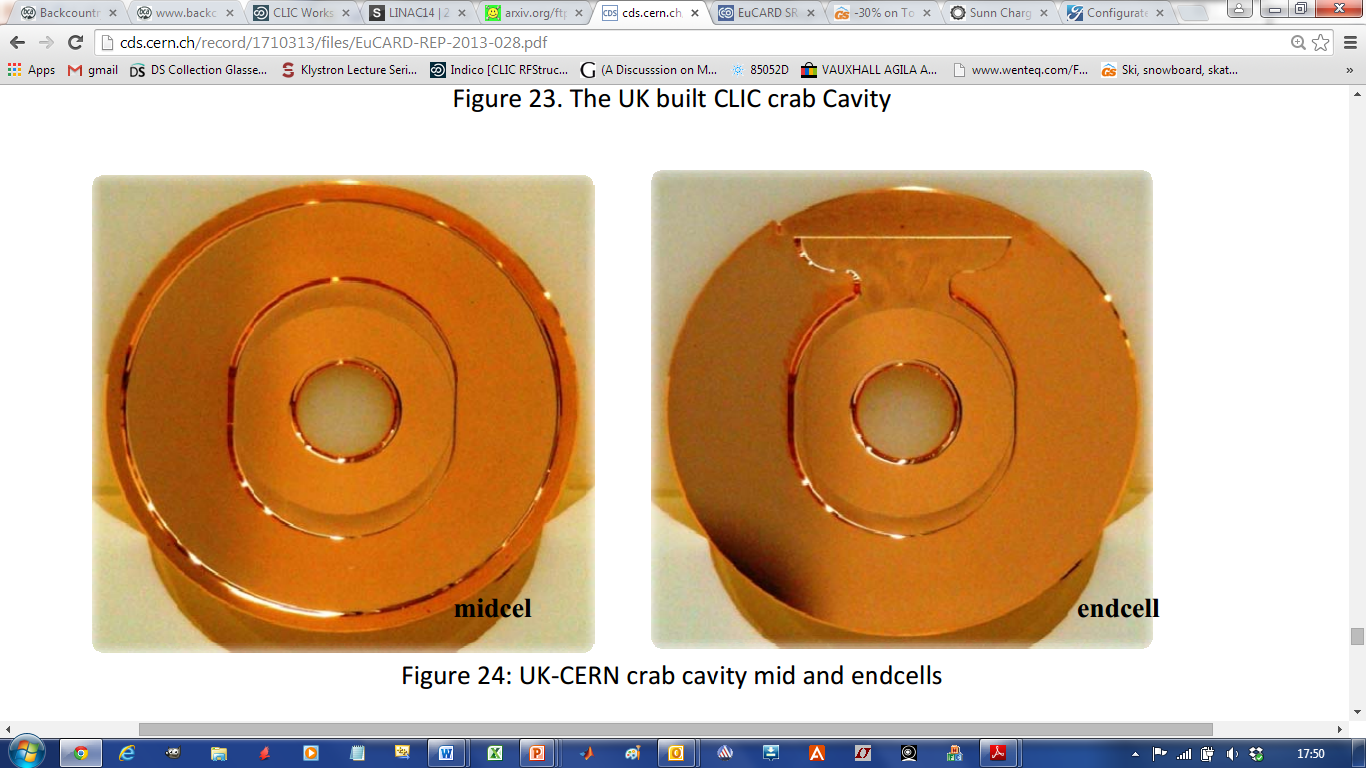 Backcountr
www.backc
CLIC Works
LINAC14 | 2
arxiv.org/ftp
cds.cern.ch
EuCARD SR
-30% on To
Sunn Charg
Configurate
cds.cern.ch/record/1710313/files/EuCARD-REP-2013-028.pdf
Apps gmail DS Collection Glasse... Klystron Lecture Seri... Indico [CLIC RFStruc... (A Discusssion on M... 85052D VAUXHALL AGILA A... www.wenteq.com/F... Ski, snowboard, skat... »
Figure 23. The UK built CLIC crab Cavity
midcel
endcell
Figure 24: UK-CERN crab cavity mid and endcells
17:50